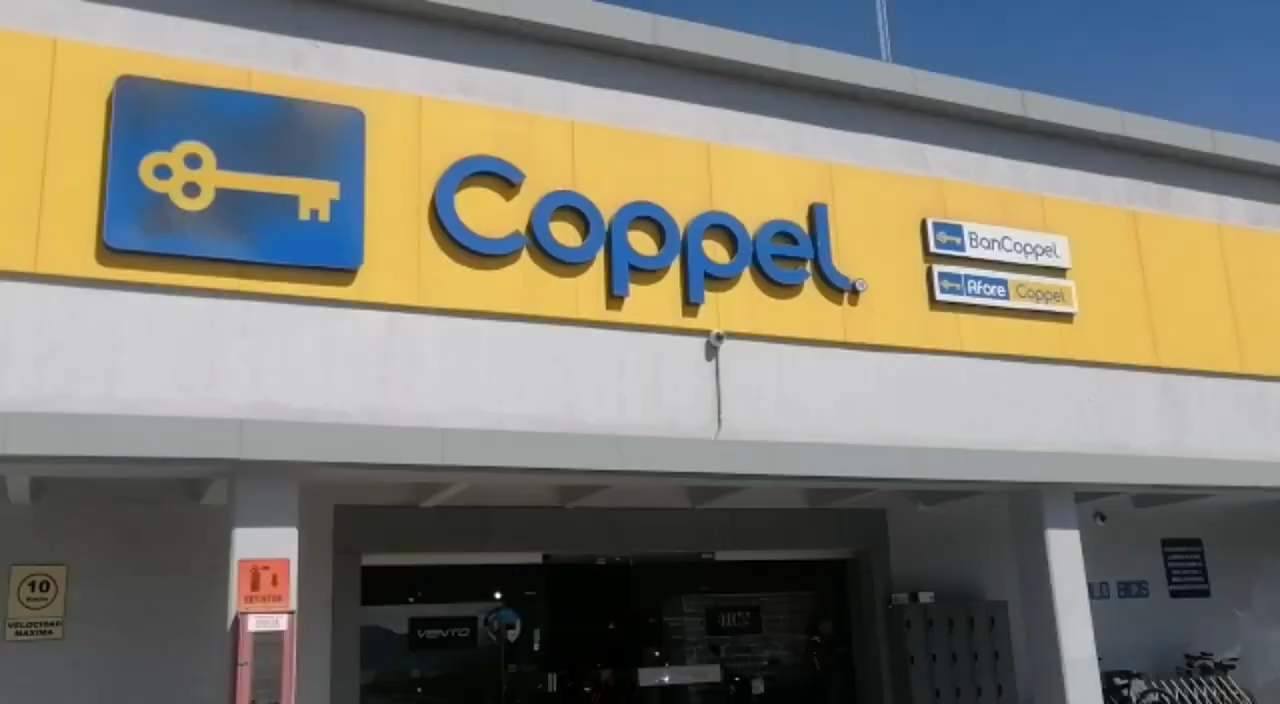 Coppel
®
BanCoppel
Afore Coppel
10
VELOCIDAD
MAXIMA
EXTINTOR
VENTO